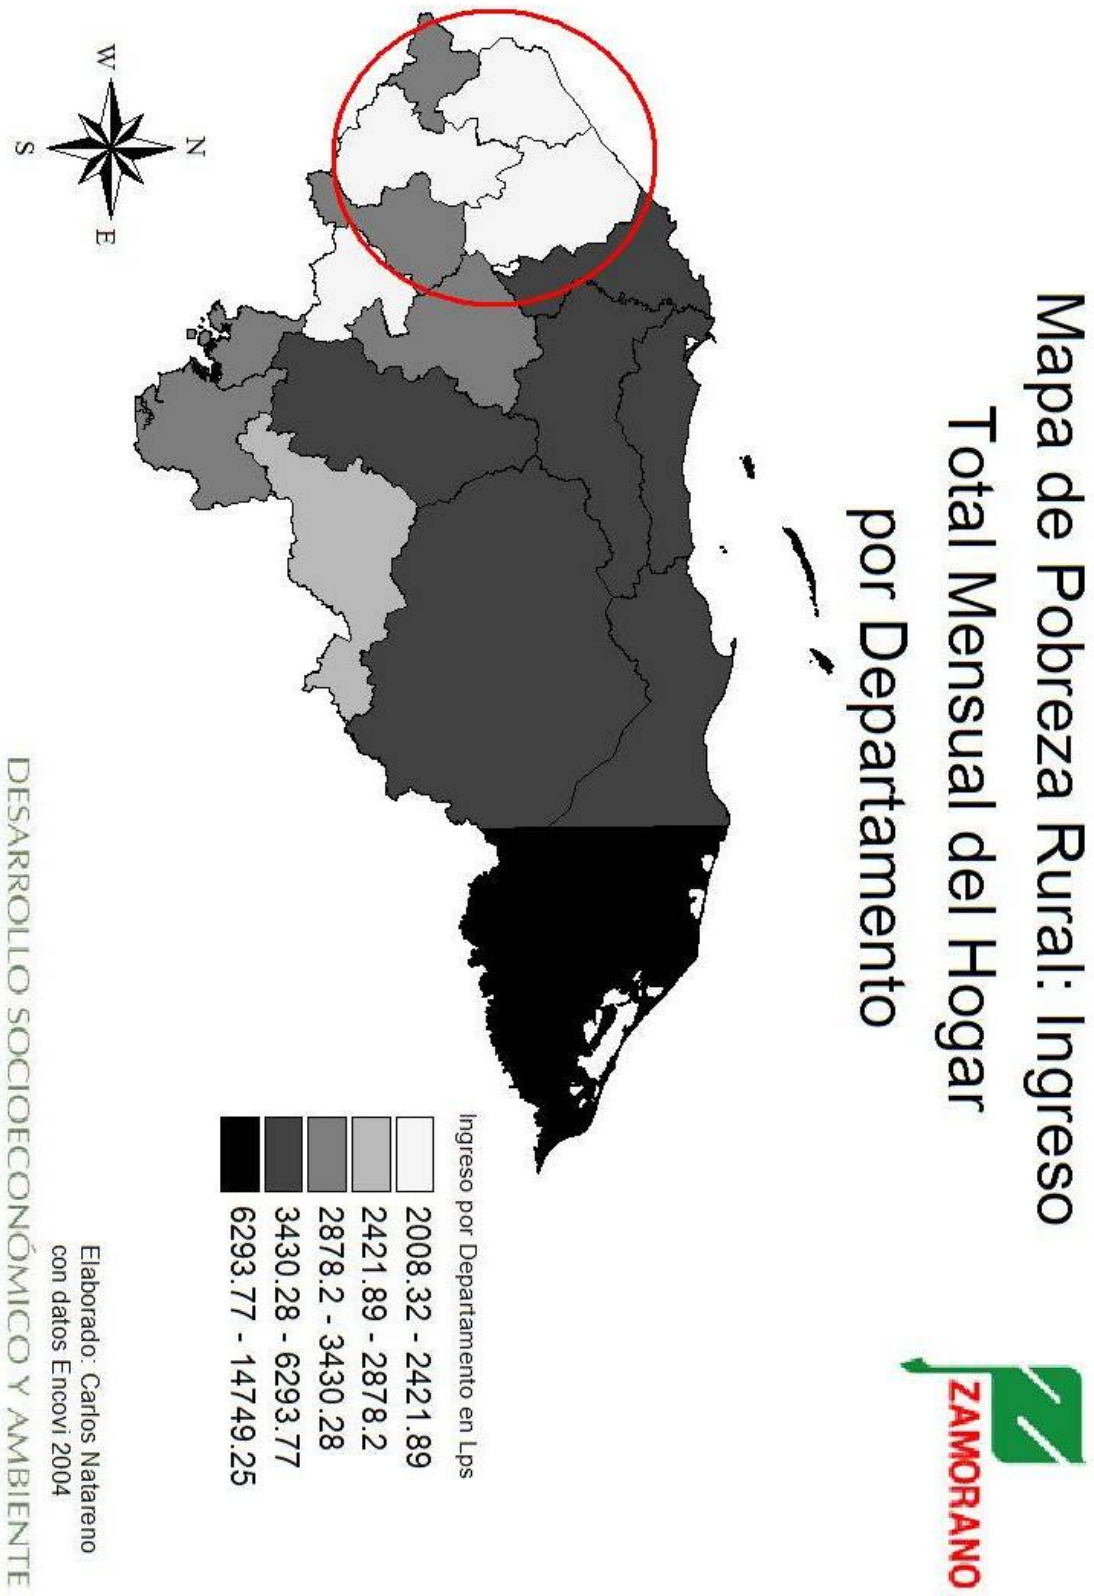 Mapa de Pobreza Rural: Ingreso
Total Mensual del Hogar
por Departamento
ZAMORANO
N
W
E
S
Ingreso por Departamento en Lps
2008.32 - 2421.89
2421.89 - 2878.2
2878.2 - 3430.28
3430.28 - 6293.77
6293.77 - 14749.25
Elaborado: Carlos Natareno
con datos Encovi 2004
DESARROLLO SOCIOECONÓMICO Y AMBIENTE